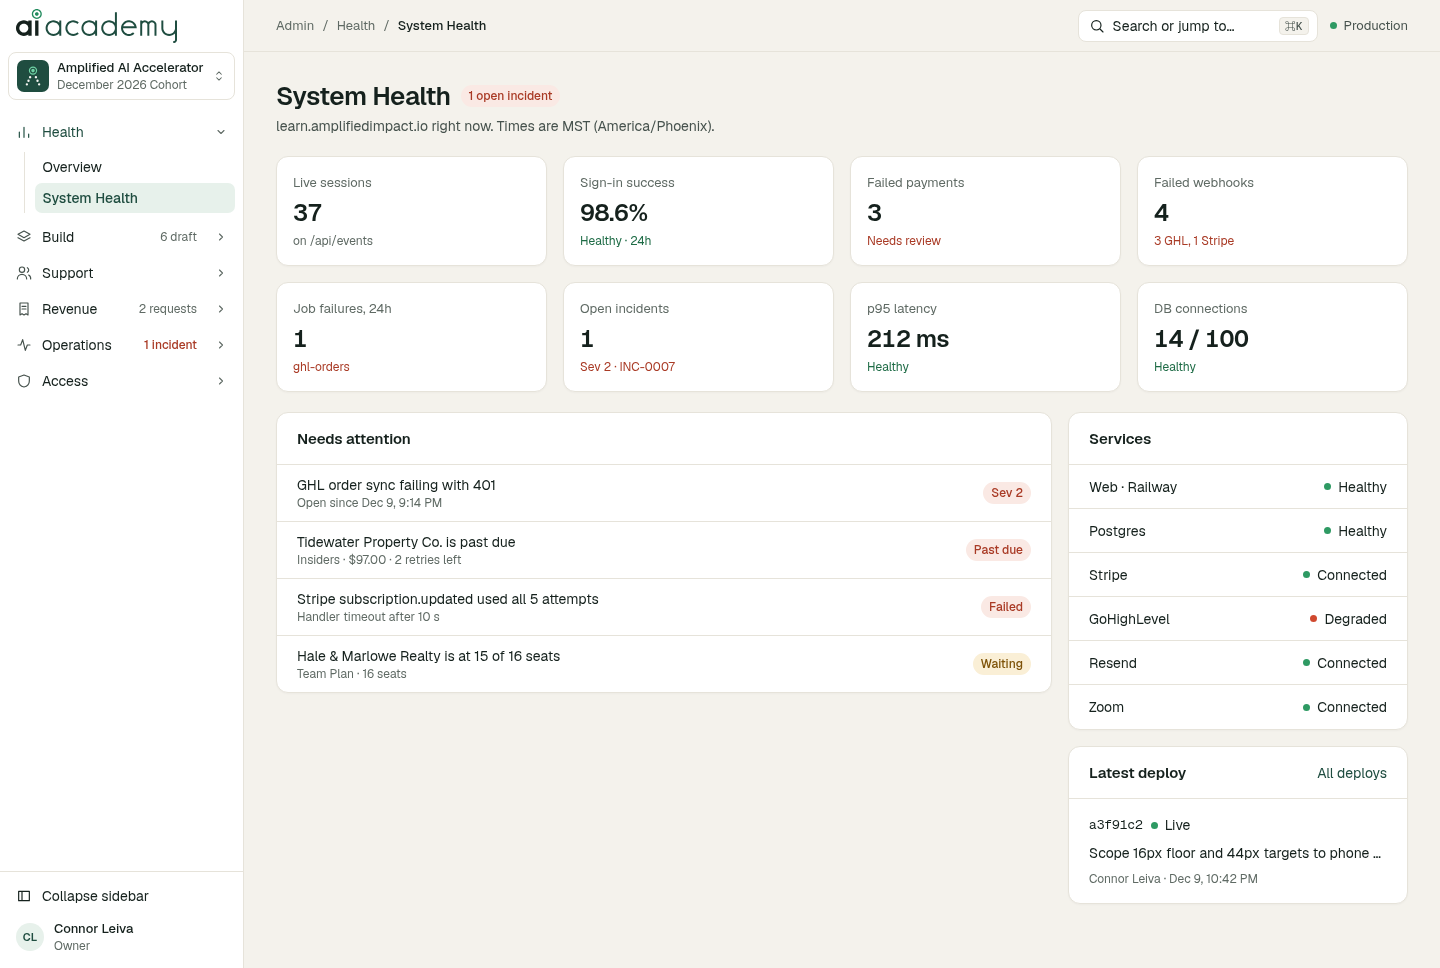 ai academy
Amplified AI Accelerator
December 2026 Cohort
Health
Overview
System Health
Build 6 draft
Support
Revenue 2 requests
Operations 1 incident
Access
Collapse sidebar
CL
Connor Leiva
Owner
Admin / Health / System Health
Search or jump to… ⌘K
Production
System Health 1 open incident
learn.amplifiedimpact.io right now. Times are MST (America/Phoenix).
Live sessions
37
on /api/events
Sign-in success
98.6%
Healthy · 24h
Failed payments
3
Needs review
Failed webhooks
4
3 GHL, 1 Stripe
Job failures, 24h
1
ghl-orders
Open incidents
1
Sev 2 · INC-0007
p95 latency
212 ms
Healthy
DB connections
14 / 100
Healthy
Needs attention
GHL order sync failing with 401
Open since Dec 9, 9:14 PM
Sev 2
Tidewater Property Co. is past due
Insiders · $97.00 · 2 retries left
Past due
Stripe subscription.updated used all 5 attempts
Handler timeout after 10 s
Failed
Hale & Marlowe Realty is at 15 of 16 seats
Team Plan · 16 seats
Waiting
Services
Web · Railway Healthy
Postgres Healthy
Stripe Connected
GoHighLevel Degraded
Resend Connected
Zoom Connected
Latest deploy All deploys
a3f91c2 Live
Scope 16px floor and 44px targets to phone …
Connor Leiva · Dec 9, 10:42 PM